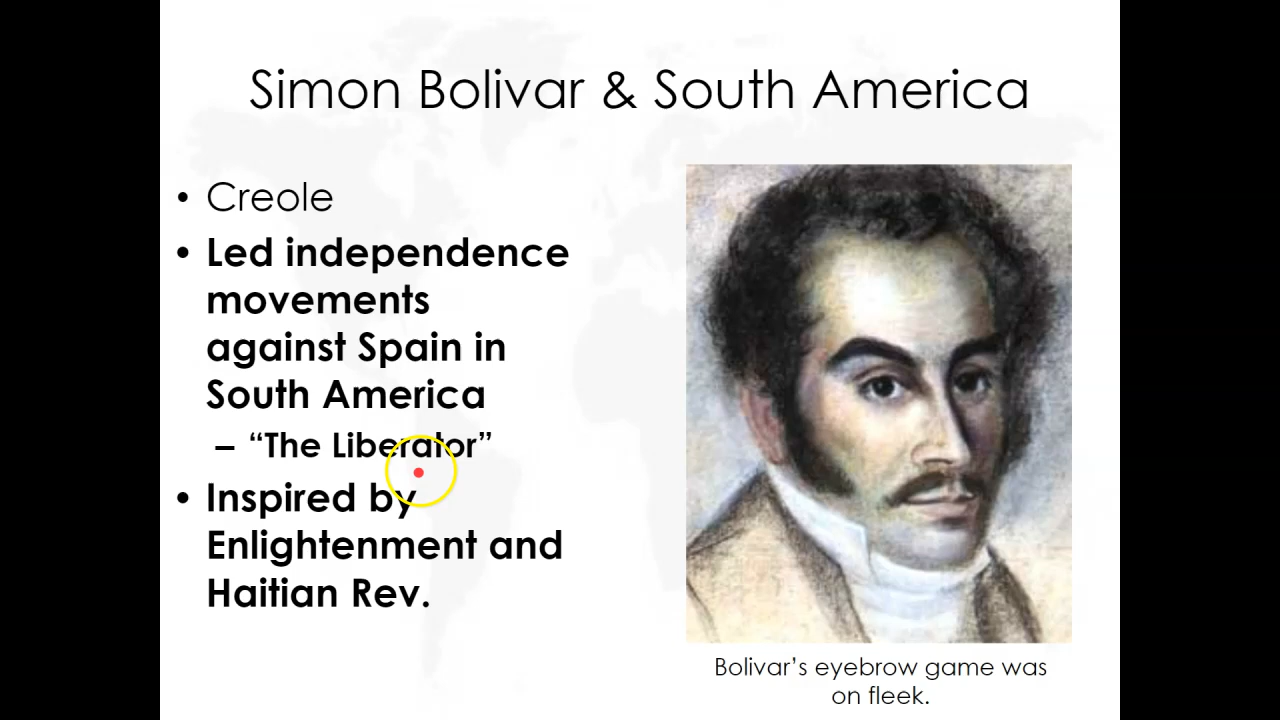 Simon Bolivar & South America
• Creole
• Led independence
movements
against Spain in
South America
– “The Liberator”
• Inspired by
Enlightenment and
Haitian Rev.
Bolivar’s eyebrow game was
on fleek.